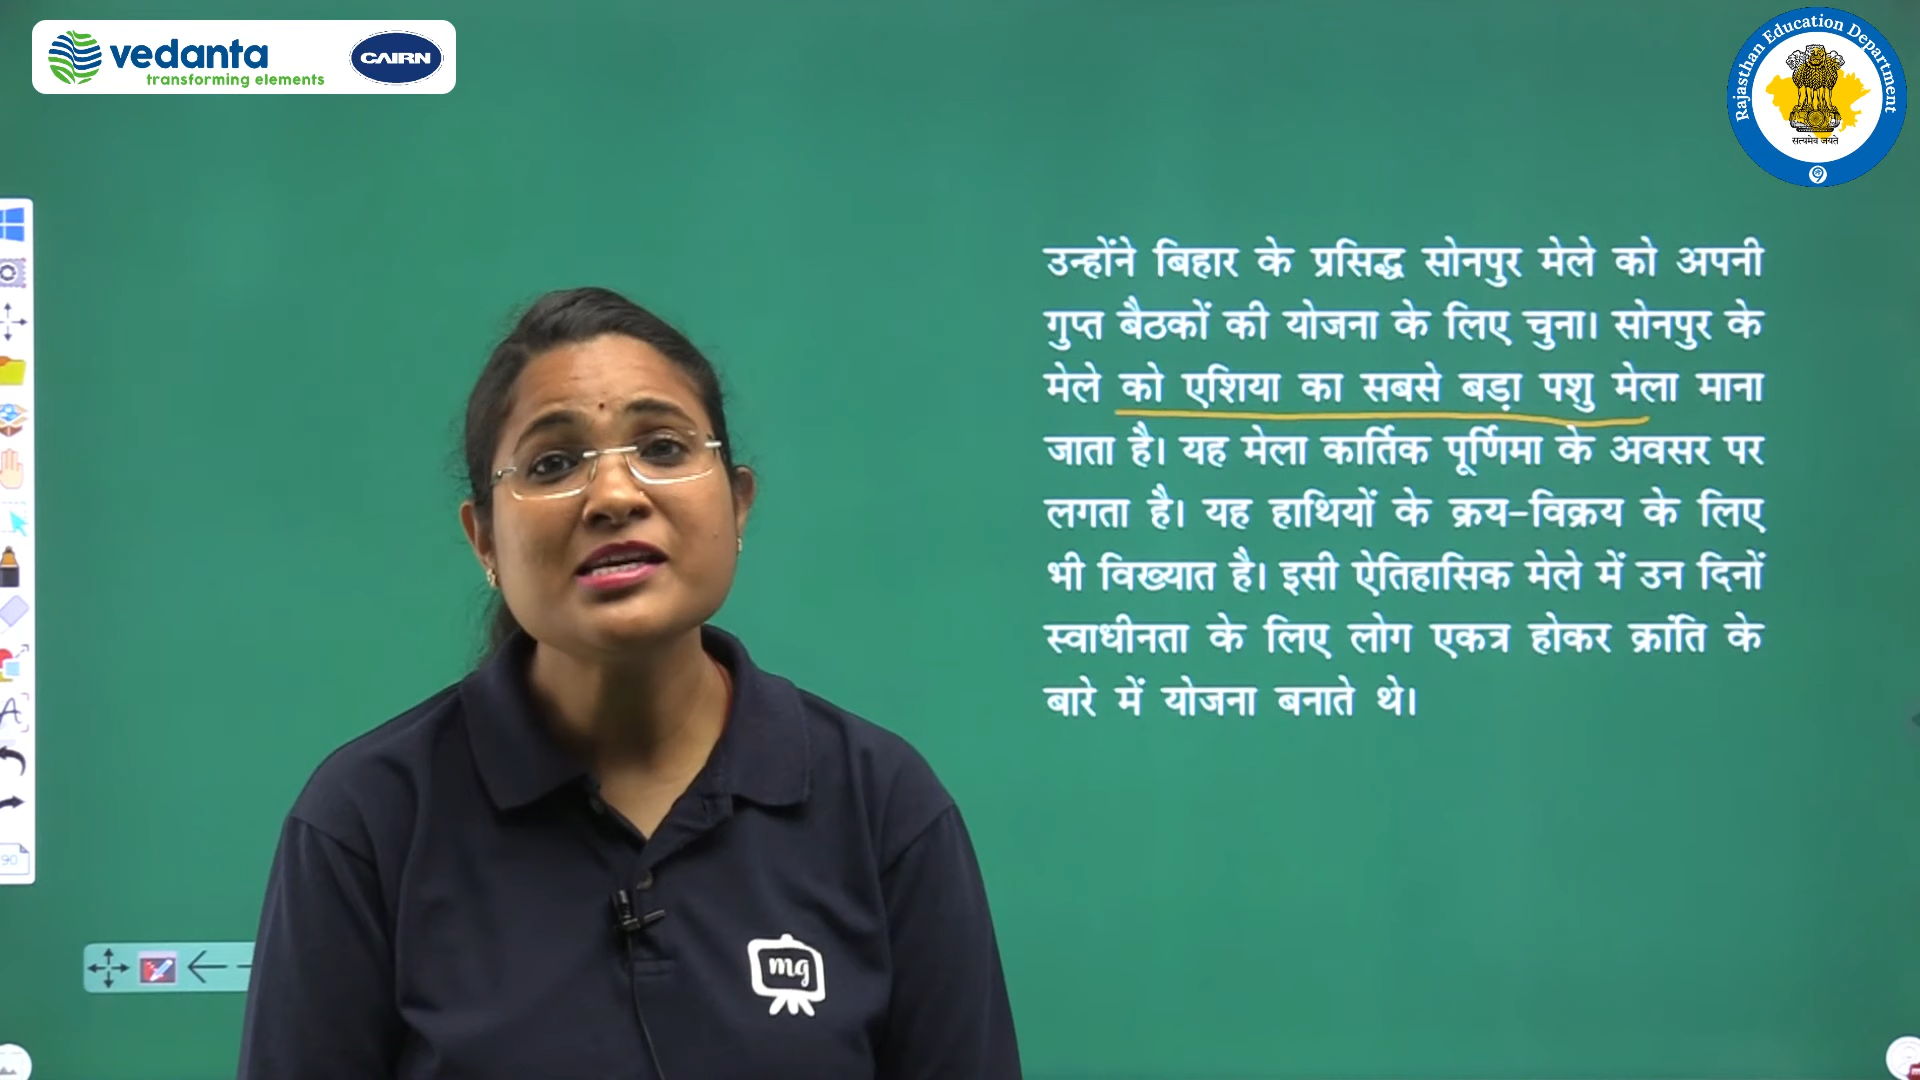 vedanta
transforming elements
CAIRN
Rajasthan Education Department
सत्यमेव जयते
उन्होंने बिहार के प्रसिद्ध सोनपुर मेले को अपनी
गुप्त बैठकों की योजना के लिए चुना। सोनपुर के
मेले को एशिया का सबसे बड़ा पशु मेला माना
जाता है। यह मेला कार्तिक पूर्णिमा के अवसर पर
लगता है। यह हाथियों के क्रय-विक्रय के लिए
भी विख्यात है। इसी ऐतिहासिक मेले में उन दिनों
स्वाधीनता के लिए लोग एकत्र होकर क्रांति के
बारे में योजना बनाते थे।
A
90
mg